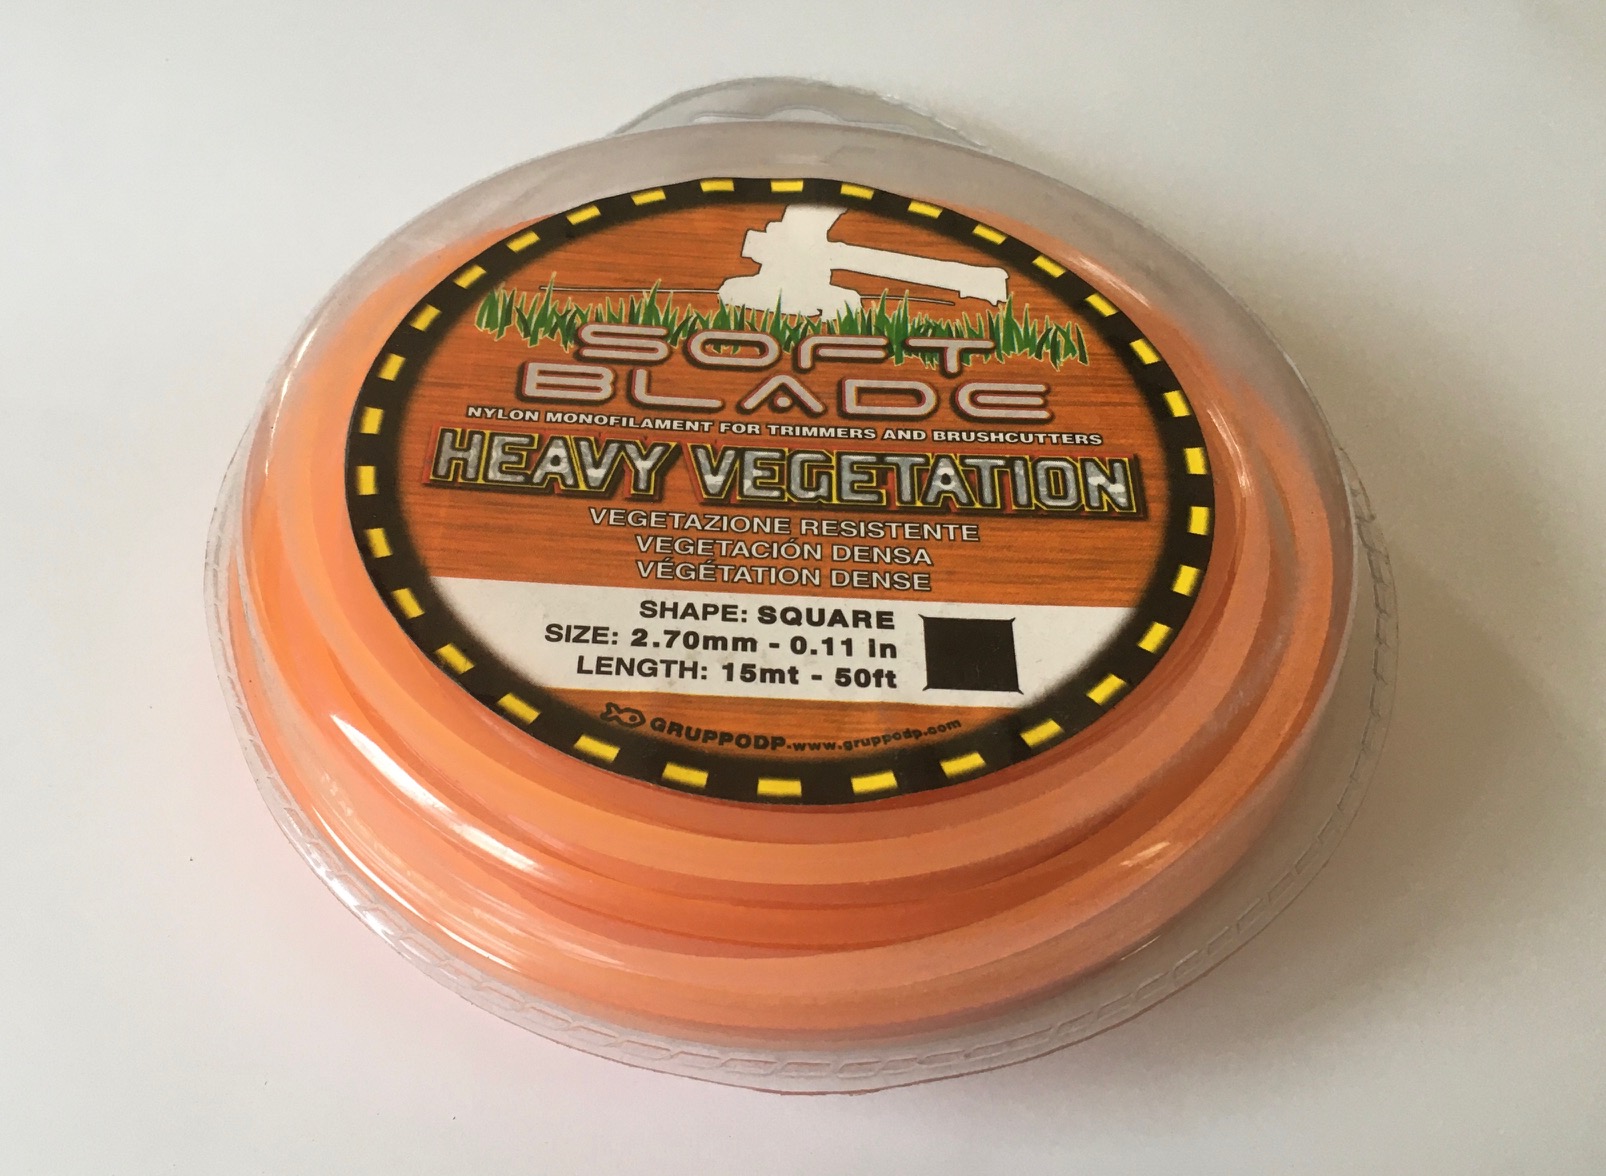 SOFT
BLADE
NYLON MONOFILAMENT FOR TRIMMERS AND BRUSHCUTTERS
HEAVY VEGETATION
VEGETAZIONE RESISTENTE
VEGETACIÓN DENSA
VÉGÉTATION DENSE
SHAPE: SQUARE
SIZE: 2.70mm - 0.11 in
LENGTH: 15mt - 50ft
GRUPPODP-www.gruppodp.com